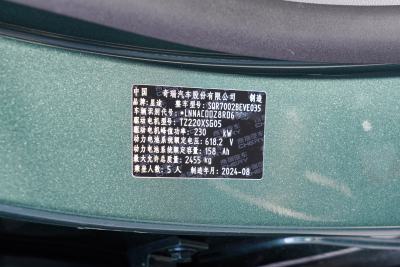 中国 奇瑞汽车股份有限公司 制造
品牌：星途 整车型号：SQR7002BEVE035
车辆识别代号：*LNNACDDZ8RD6
驱动电机型号：TZ220XSG05
驱动电机峰值功率：230 kW
动力电池系统额定电压：618.2 V
动力电池系统额定容量：158 Ah
最大允许总质量：2455 kg
乘坐人数：5人 制造年月：2024-08